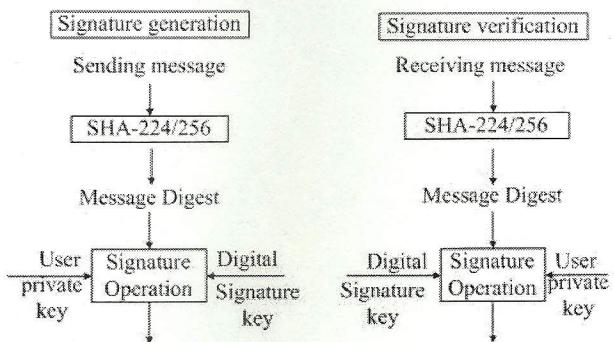 Signature generation
Sending message
SHA-224/256
Message Digest
User
private
key
Signature
Operation
Digital
Signature
key
Signature verification
Receiving message
SHA-224/256
Message Digest
Digital
Signature
key
Signature
Operation
User
private
key